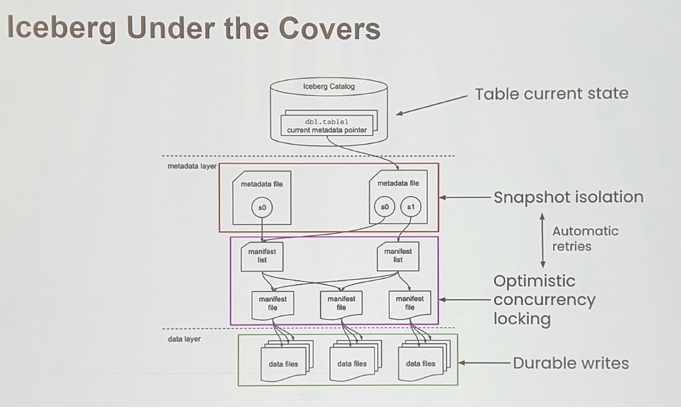 Iceberg Under the Covers
Iceberg Catalog
db1.table1
current metadata pointer
Table current state
metadata layer
metadata file
s0
metadata file
s0
s1
Snapshot isolation
Automatic
retries
manifest
list
manifest
list
Optimistic
concurrency
locking
manifest
file
manifest
file
manifest
file
data layer
data files
data files
data files
Durable writes